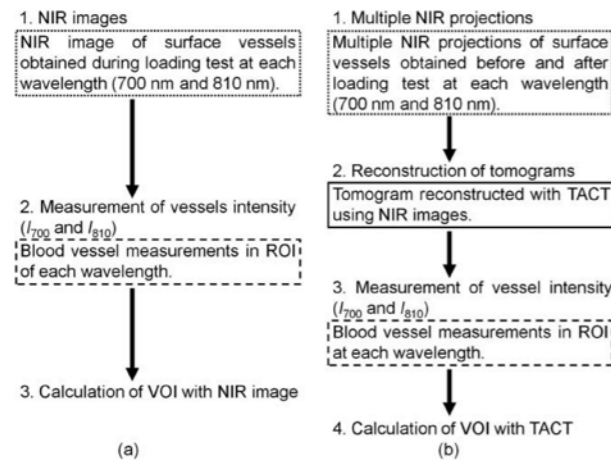 1. NIR images
NIR image of surface vessels
obtained during loading test at each
wavelength (700 nm and 810 nm).
2. Measurement of vessels intensity
(I700 and I810)
Blood vessel measurements in ROI
of each wavelength.
3. Calculation of VOI with NIR image
(a)
1. Multiple NIR projections
Multiple NIR projections of surface
vessels obtained before and after
loading test at each wavelength
(700 nm and 810 nm).
2. Reconstruction of tomograms
Tomogram reconstructed with TACT
using NIR images.
3. Measurement of vessel intensity
(I700 and I810)
Blood vessel measurements in ROI
at each wavelength.
4. Calculation of VOI with TACT
(b)